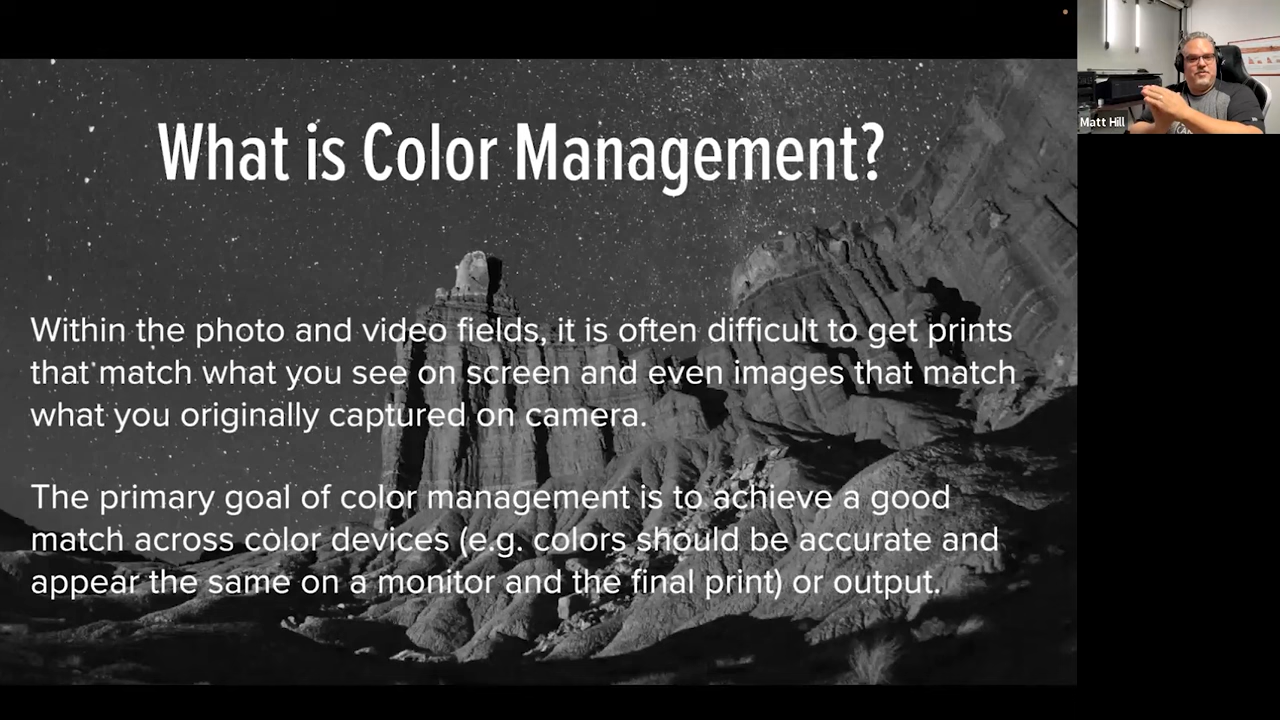 What is Color Management?
Matt Hill
Within the photo and video fields, it is often difficult to get prints
that match what you see on screen and even images that match
what you originally captured on camera.
The primary goal of color management is to achieve a good
match across color devices (e.g. colors should be accurate and
appear the same on a monitor and the final print) or output.